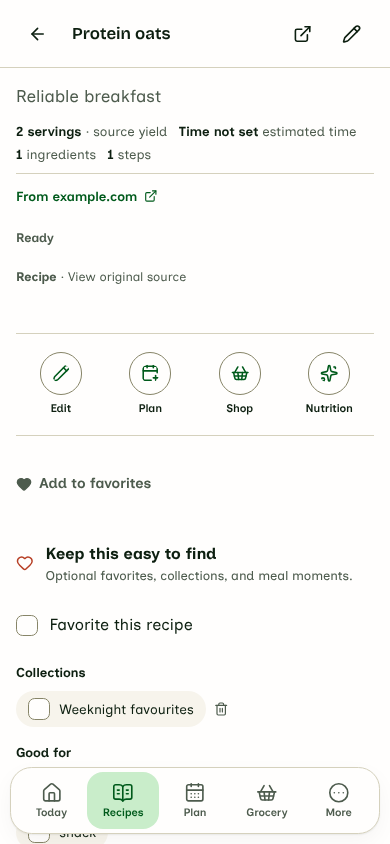 Protein oats
Reliable breakfast
2 servings · source yield Time not set estimated time
1 ingredients 1 steps
From example.com
Ready
Recipe · View original source
Edit Plan Shop Nutrition
Add to favorites
Keep this easy to find
Optional favorites, collections, and meal moments.
Favorite this recipe
Collections
Weeknight favourites
Good for
Today Recipes Plan Grocery More
snack